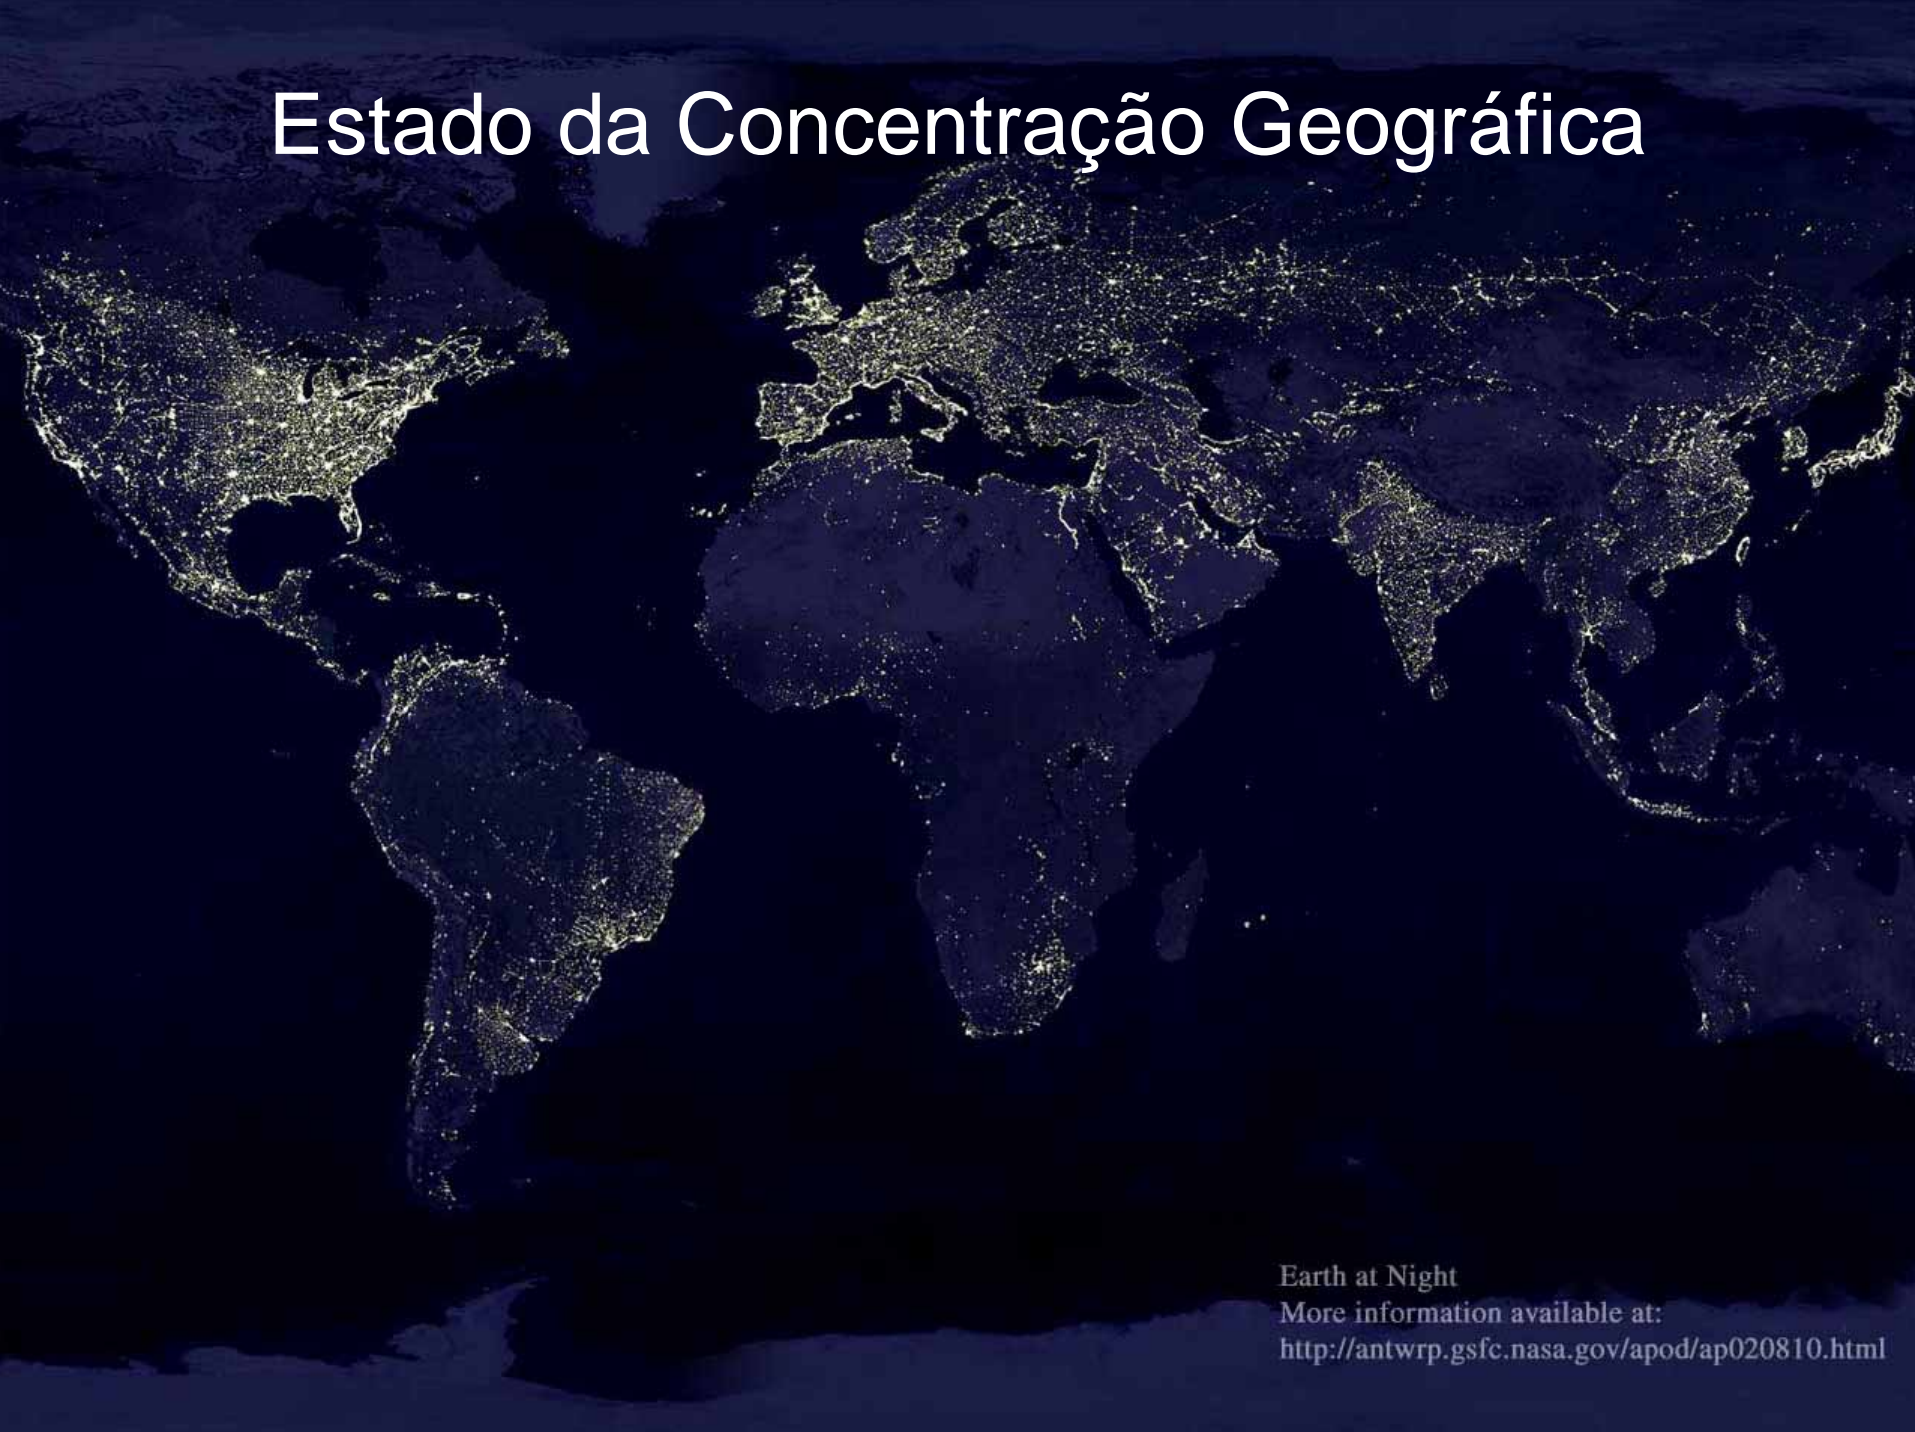 Estado da Concentração Geográfica
Earth at Night
More information available at:
http://antwrp.gsfc.nasa.gov/apod/ap020810.html